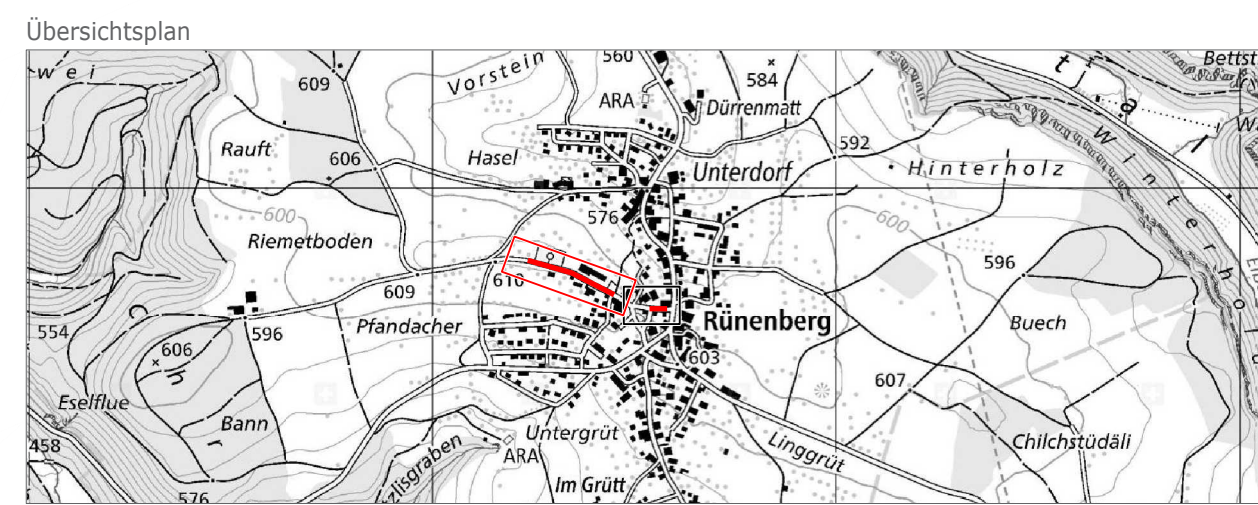 Übersichtsplan
wei
609
Vorstein
560
584
Bettst
ARA
Dürrenmatt
Rauft
606
Hasel
592
Unterdorf
Hinterholz
Winterho
600
576
600
Riemetboden
596
609
610
554
596
Pfandacher
Rünenberg
Buech
606
603
607
Eselflue
Bann
458
Untergrüt
ARA
Linggrüt
Chilchstüdäli
Im Grütt
576
zlisgraben